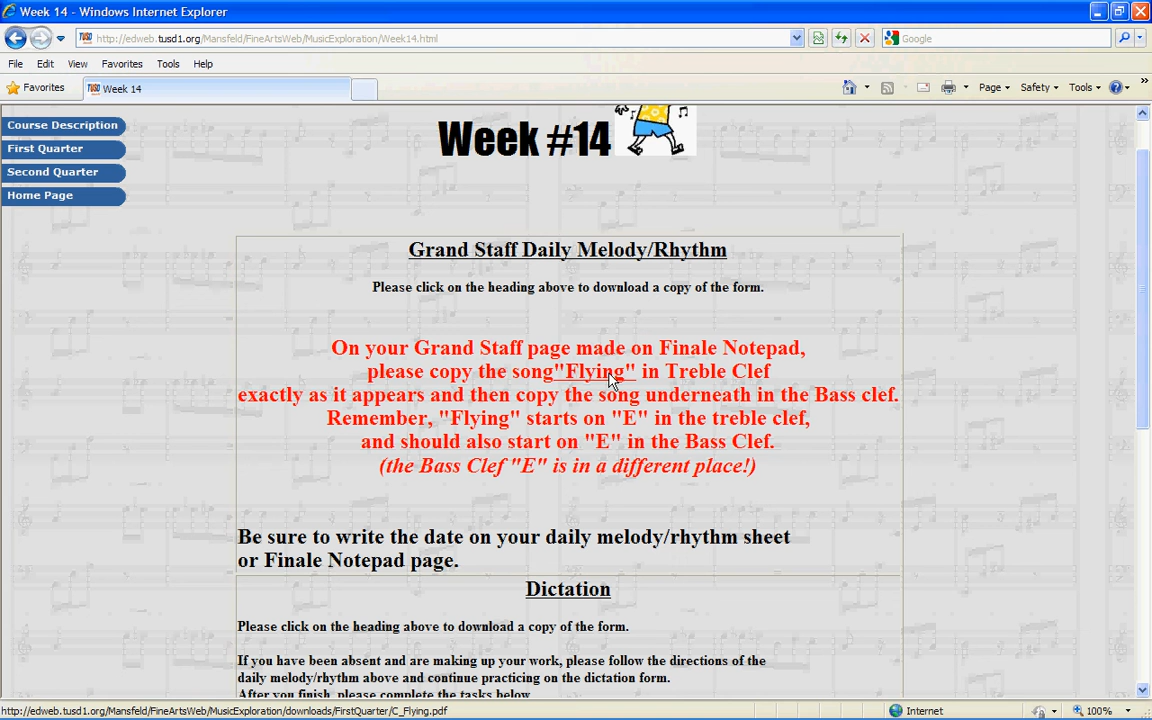 Week 14 - Windows Internet Explorer
http://edweb.tusd1.org/Mansfeld/FineArtsWeb/MusicExploration/Week14.html
Google
File Edit View Favorites Tools Help
Favorites
TUSD Week 14
Page Safety Tools
Course Description
First Quarter
Second Quarter
Home Page
Week #14
Grand Staff Daily Melody/Rhythm
Please click on the heading above to download a copy of the form.
On your Grand Staff page made on Finale Notepad,
please copy the song"Flying" in Treble Clef
exactly as it appears and then copy the song underneath in the Bass clef.
Remember, "Flying" starts on "E" in the treble clef,
and should also start on "E" in the Bass Clef.
(the Bass Clef "E" is in a different place!)
Be sure to write the date on your daily melody/rhythm sheet
or Finale Notepad page.
Dictation
Please click on the heading above to download a copy of the form.
If you have been absent and are making up your work, please follow the directions of the
daily melody/rhythm above and continue practicing on the dictation form.
After you finish, please complete the tasks below
http://edweb.tusd1.org/Mansfeld/FineArtsWeb/MusicExploration/downloads/FirstQuarter/C_Flying.pdf
Internet
100%